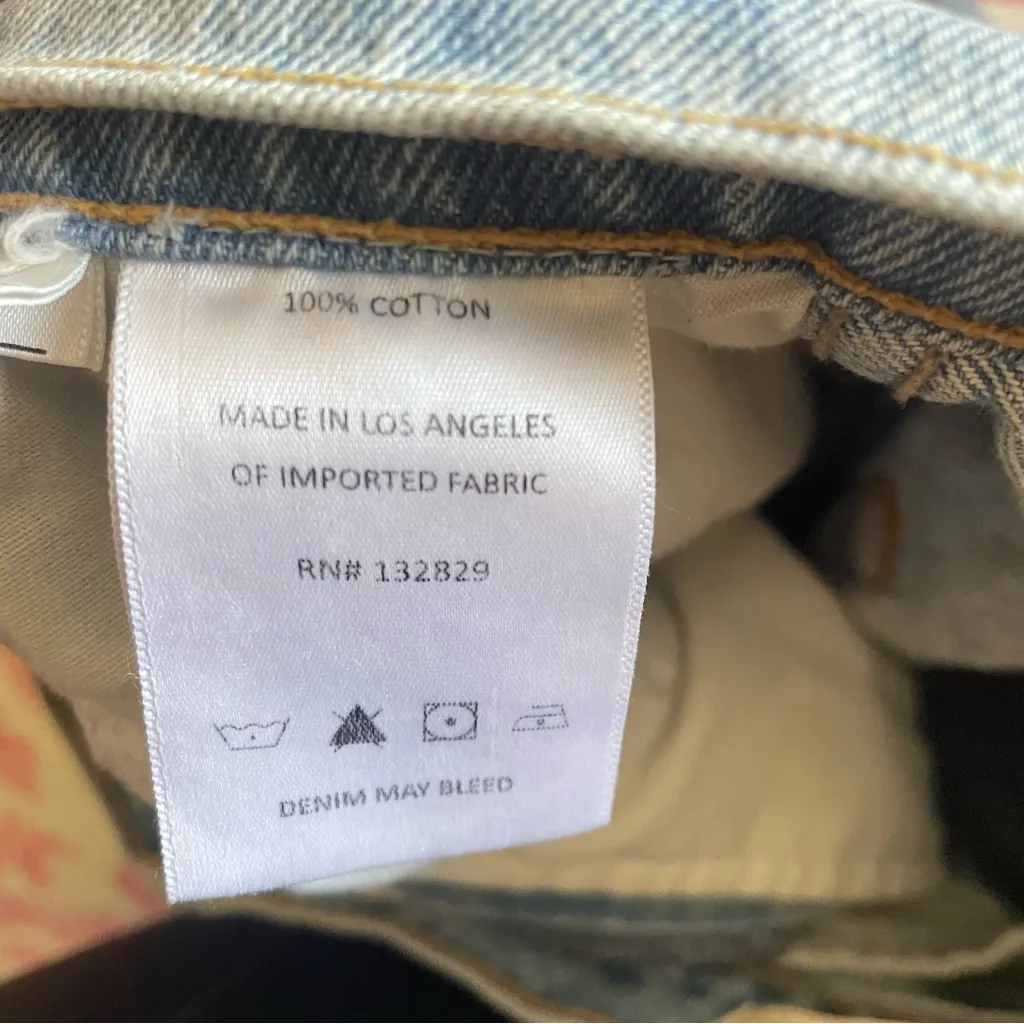 100% COTTON
MADE IN LOS ANGELES
OF IMPORTED FABRIC
RN# 132829
DENIM MAY BLEED